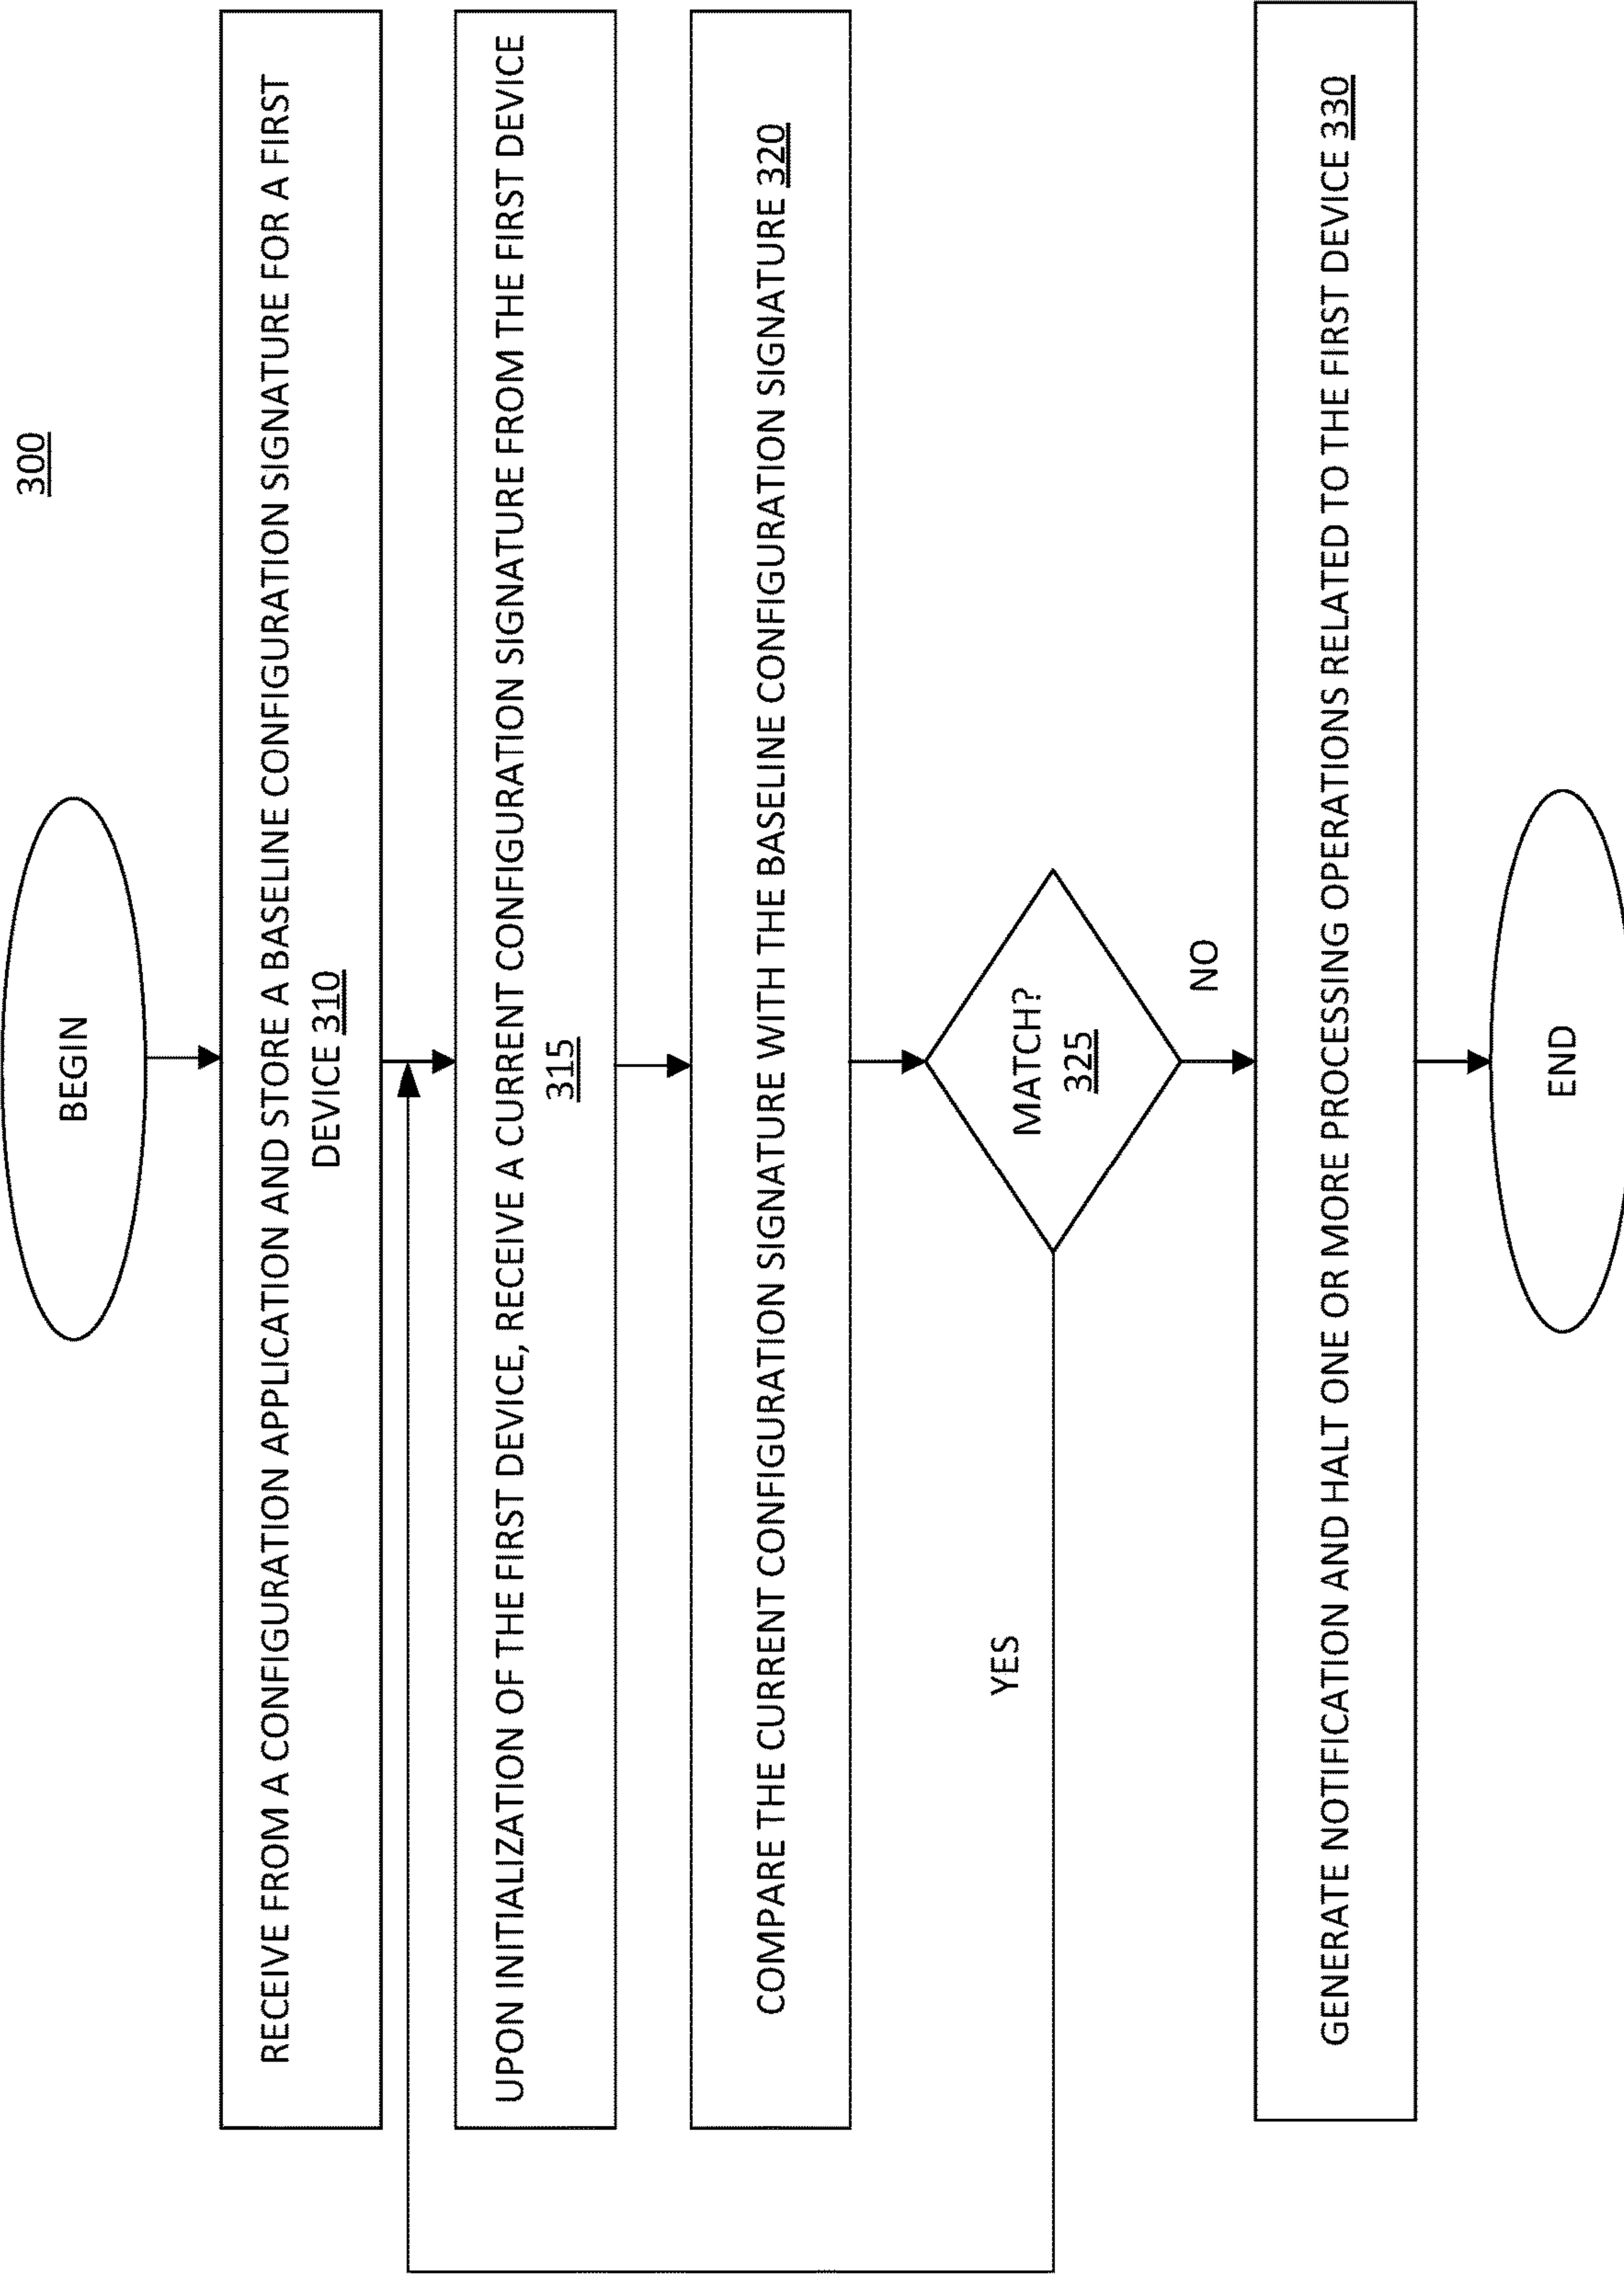 300
BEGIN
RECEIVE FROM A CONFIGURATION APPLICATION AND STORE A BASELINE CONFIGURATION SIGNATURE FOR A FIRST
DEVICE 310
UPON INITIALIZATION OF THE FIRST DEVICE, RECEIVE A CURRENT CONFIGURATION SIGNATURE FROM THE FIRST DEVICE
315
COMPARE THE CURRENT CONFIGURATION SIGNATURE WITH THE BASELINE CONFIGURATION SIGNATURE 320
MATCH?
325
YES
NO
GENERATE NOTIFICATION AND HALT ONE OR MORE PROCESSING OPERATIONS RELATED TO THE FIRST DEVICE 330
END